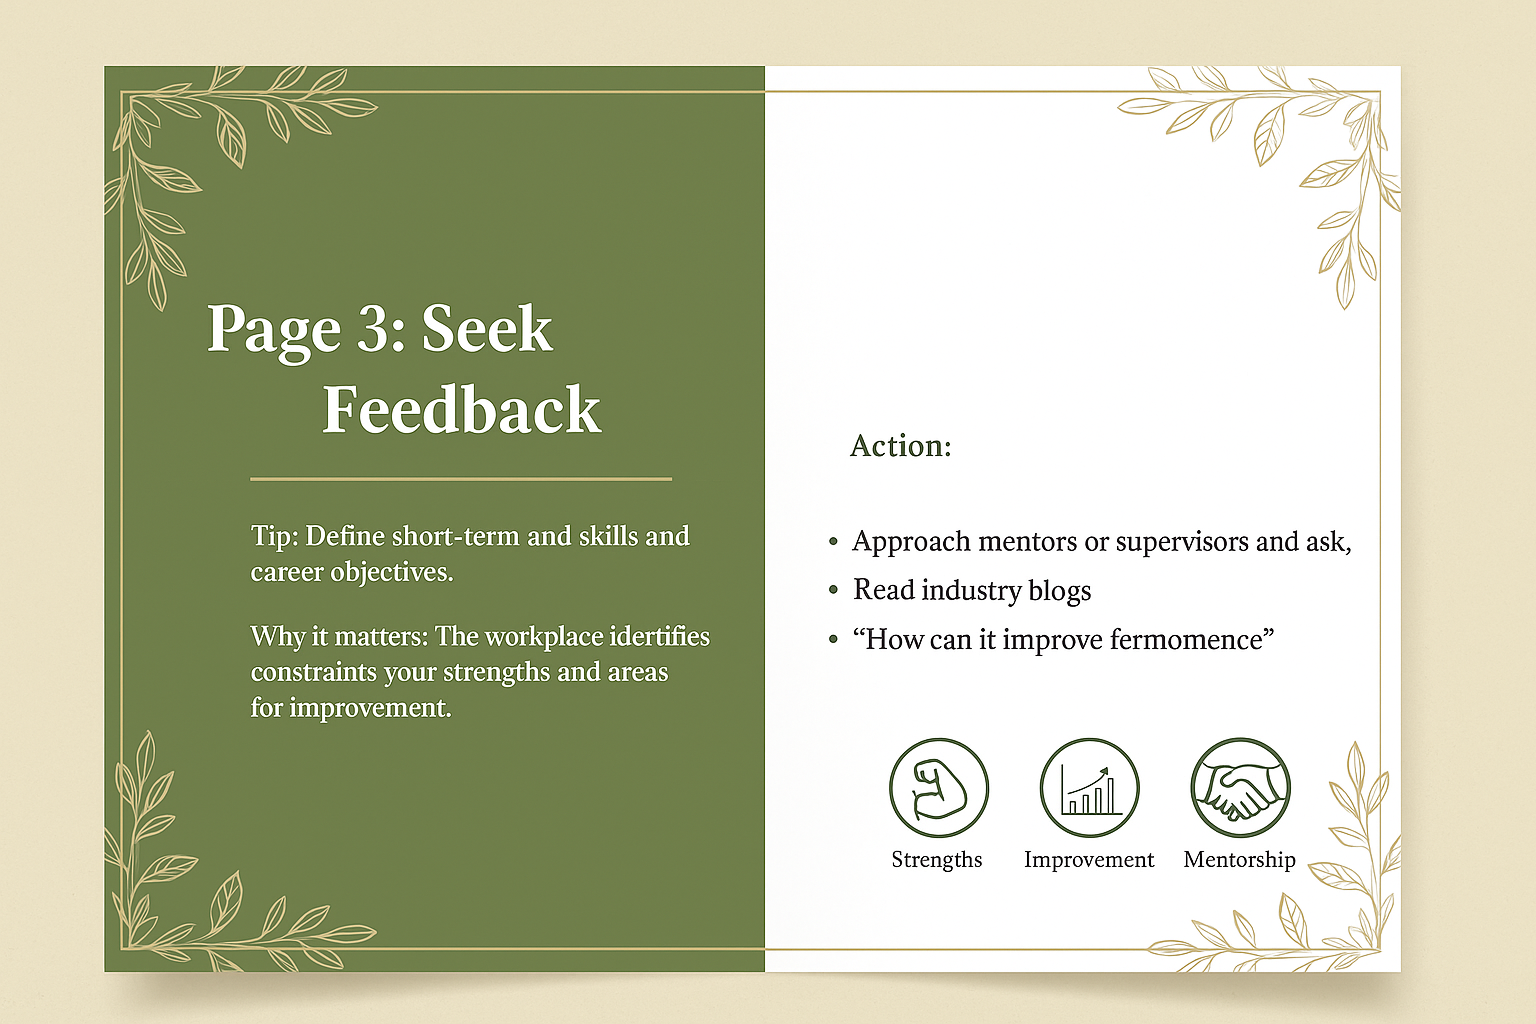 Page 3: Seek
Feedback
Tip: Define short-term and skills and
career objectives.
Why it matters: The workplace identifies
constraints your strengths and areas
for improvement.
Action:
• Approach mentors or supervisors and ask,
• Read industry blogs
• “How can it improve fermomence”
Strengths
Improvement
Mentorship